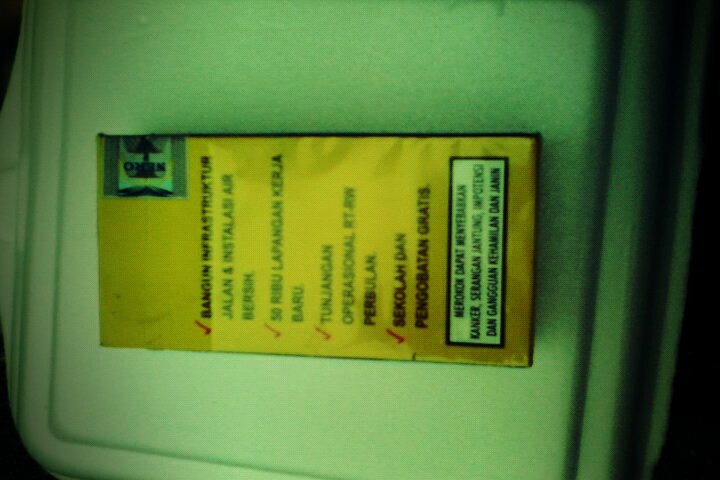 BANGUN INFRASTRUKTUR
JALAN & INSTALASI AIR
BERSIH.
50 RIBU LAPANGAN KERJA
BARU.
TUNJANGAN
OPERASIONAL RT-RW
PERBULAN.
SEKOLAH DAN
PENGOBATAN GRATIS.
MEROKOK DAPAT MENYEBABKAN
KANKER, SERANGAN JANTUNG, IMPOTENSI
DAN GANGGUAN KEHAMILAN DAN JANIN